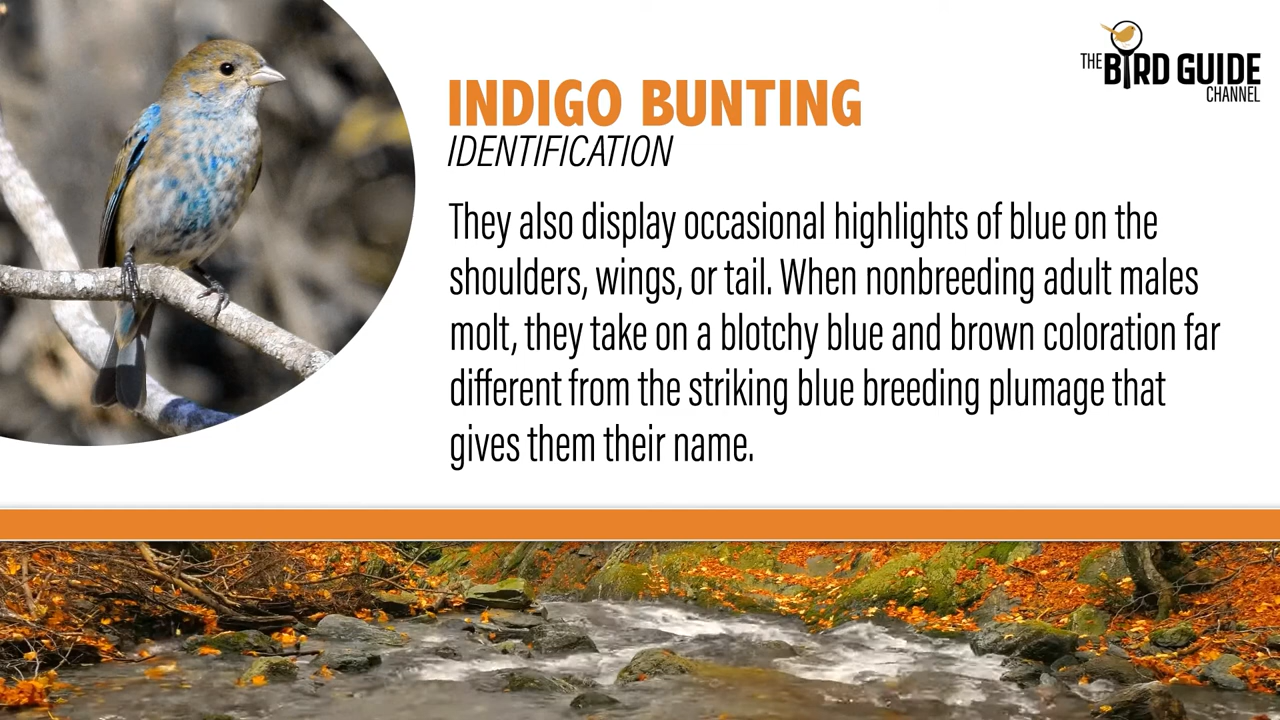 THE BIRD GUIDE
CHANNEL
INDIGO BUNTING
IDENTIFICATION
They also display occasional highlights of blue on the
shoulders, wings, or tail. When nonbreeding adult males
molt, they take on a blotchy blue and brown coloration far
different from the striking blue breeding plumage that
gives them their name.